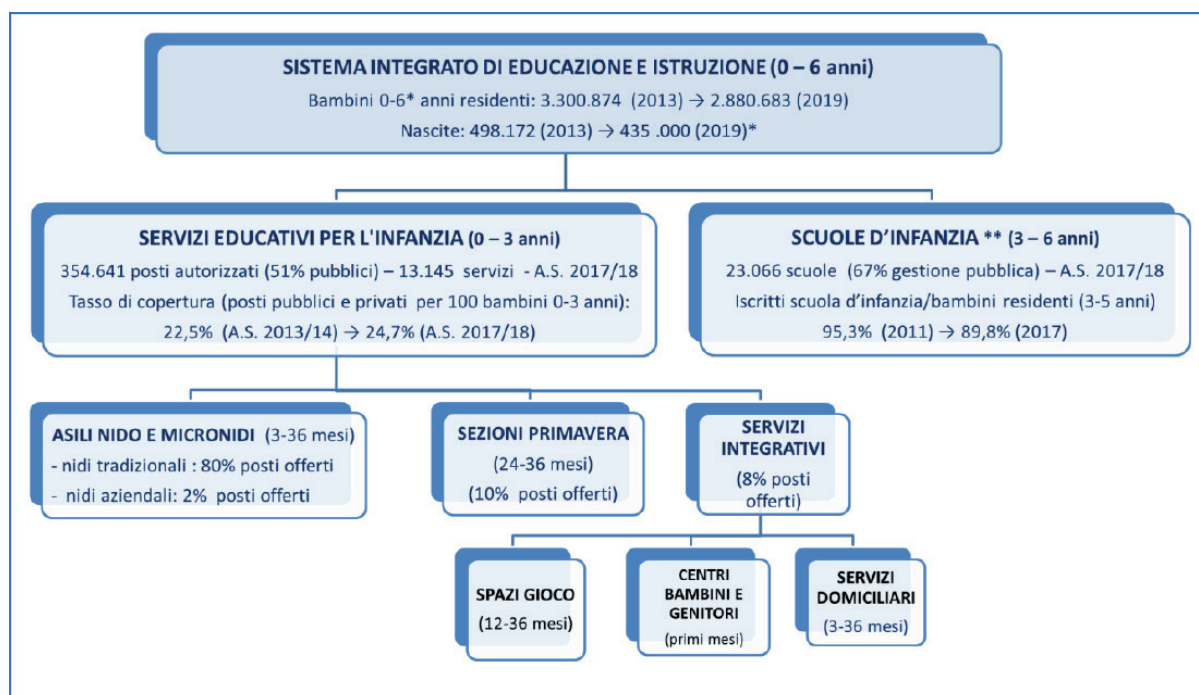 SISTEMA INTEGRATO DI EDUCAZIONE E ISTRUZIONE (0 – 6 anni)
Bambini 0-6* anni residenti: 3.300.874 (2013) → 2.880.683 (2019)
Nascite: 498.172 (2013) → 435 .000 (2019)*
SERVIZI EDUCATIVI PER L'INFANZIA (0 – 3 anni)
354.641 posti autorizzati (51% pubblici) – 13.145 servizi - A.S. 2017/18
Tasso di copertura (posti pubblici e privati per 100 bambini 0-3 anni):
22,5% (A.S. 2013/14) → 24,7% (A.S. 2017/18)
SCUOLE D’INFANZIA ** (3 – 6 anni)
23.066 scuole (67% gestione pubblica) – A.S. 2017/18
Iscritti scuola d’infanzia/bambini residenti (3-5 anni)
95,3% (2011) → 89,8% (2017)
ASILI NIDO E MICRONIDI (3-36 mesi)
- nidi tradizionali : 80% posti offerti
- nidi aziendali: 2% posti offerti
SEZIONI PRIMAVERA
(24-36 mesi)
(10% posti offerti)
SERVIZI
INTEGRATIVI
(8% posti
offerti)
SPAZI GIOCO
(12-36 mesi)
CENTRI
BAMBINI E
GENITORI
(primi mesi)
SERVIZI
DOMICILIARI
(3-36 mesi)